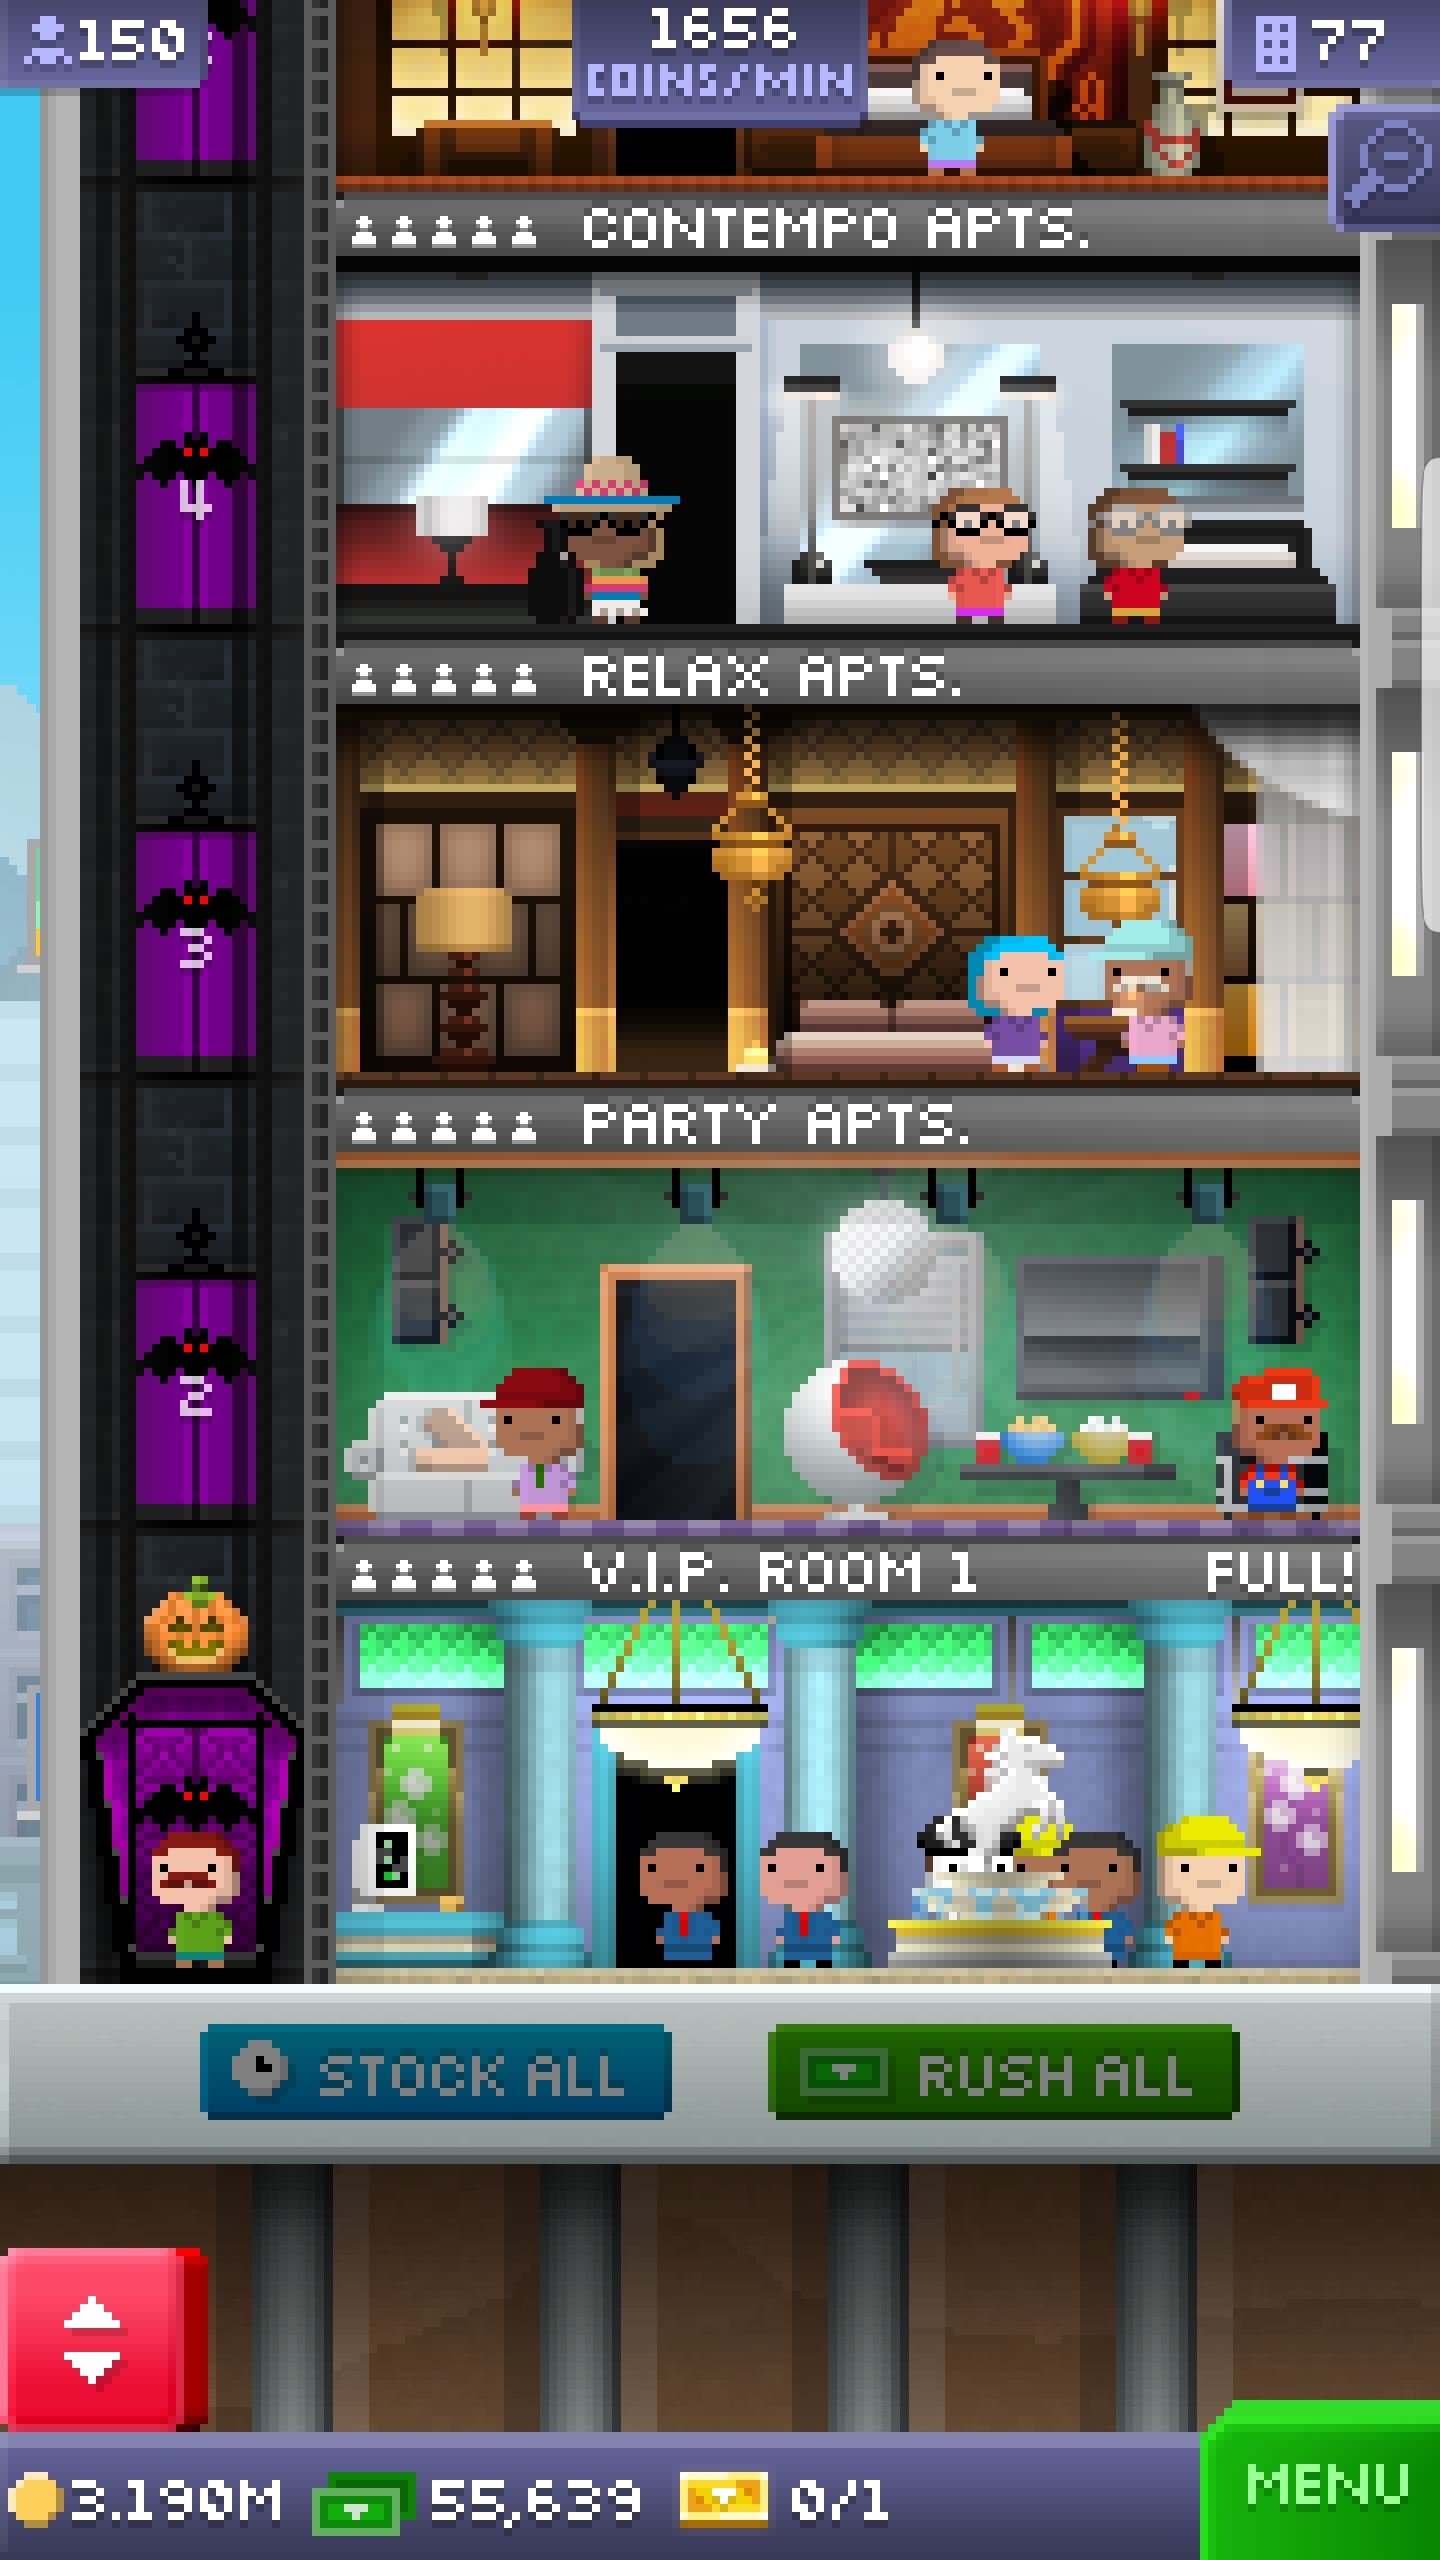 150
1656
COINS/MIN
77
CONTEMPO APTS.
4
RELAX APTS.
3
PARTY APTS.
2
V.I.P. ROOM 1 FULL!
STOCK ALL
RUSH ALL
3.190M 55,639 0/1
MENU